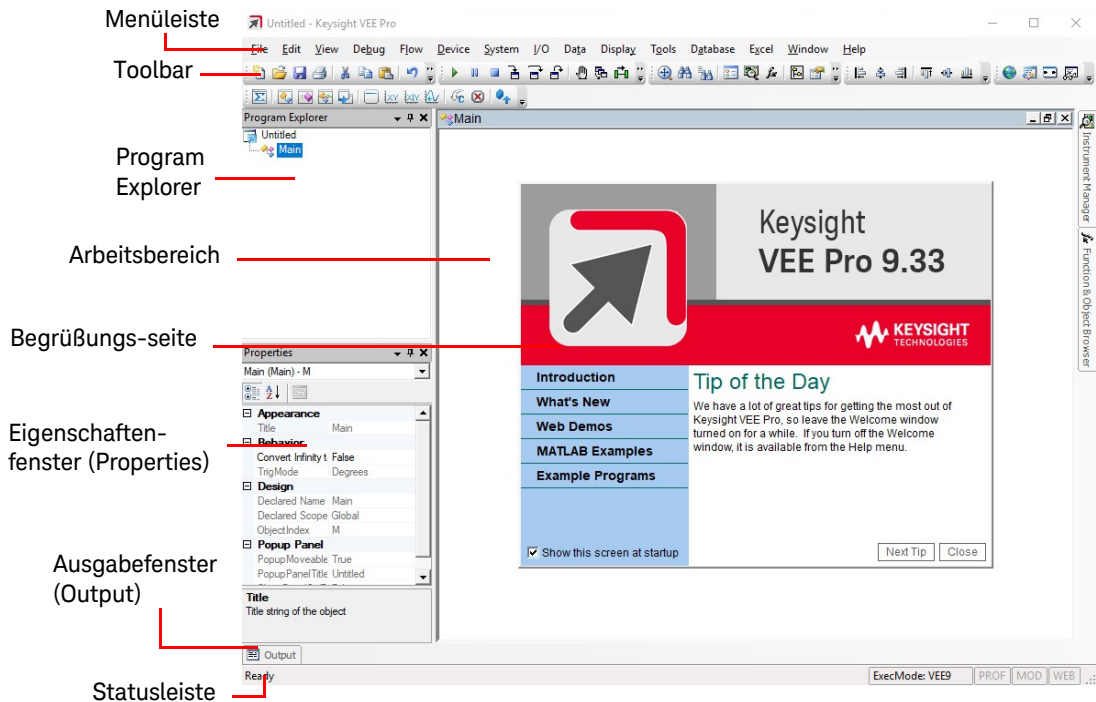 Menüleiste
Toolbar
Program
Explorer
Arbeitsbereich
Begrüßungs-seite
Eigenschaften-
fenster (Properties)
Ausgabefenster
(Output)
Statusleiste
Untitled - Keysight VEE Pro
File Edit View Debug Flow Device System I/O Data Display Tools Database Excel Window Help
Program Explorer
Untitled
Main
Main
Keysight
VEE Pro 9.33
KEYSIGHT
TECHNOLOGIES
Introduction
What's New
Web Demos
MATLAB Examples
Example Programs
Show this screen at startup
Tip of the Day
We have a lot of great tips for getting the most out of
Keysight VEE Pro, so leave the Welcome window
turned on for a while. If you turn off the Welcome
window, it is available from the Help menu.
Next Tip Close
Instrument Manager
Function & Object Browser
Properties
Main (Main) - M
Appearance
Title Main
Behavior
Convert Infinity t False
TrigMode Degrees
Design
Declared Name Main
Declared Scope Global
ObjectIndex M
Popup Panel
PopupMoveable True
PopupPanelTitle Untitled
Title
Title string of the object
Output
Ready
ExecMode: VEE9 PROF MOD WEB